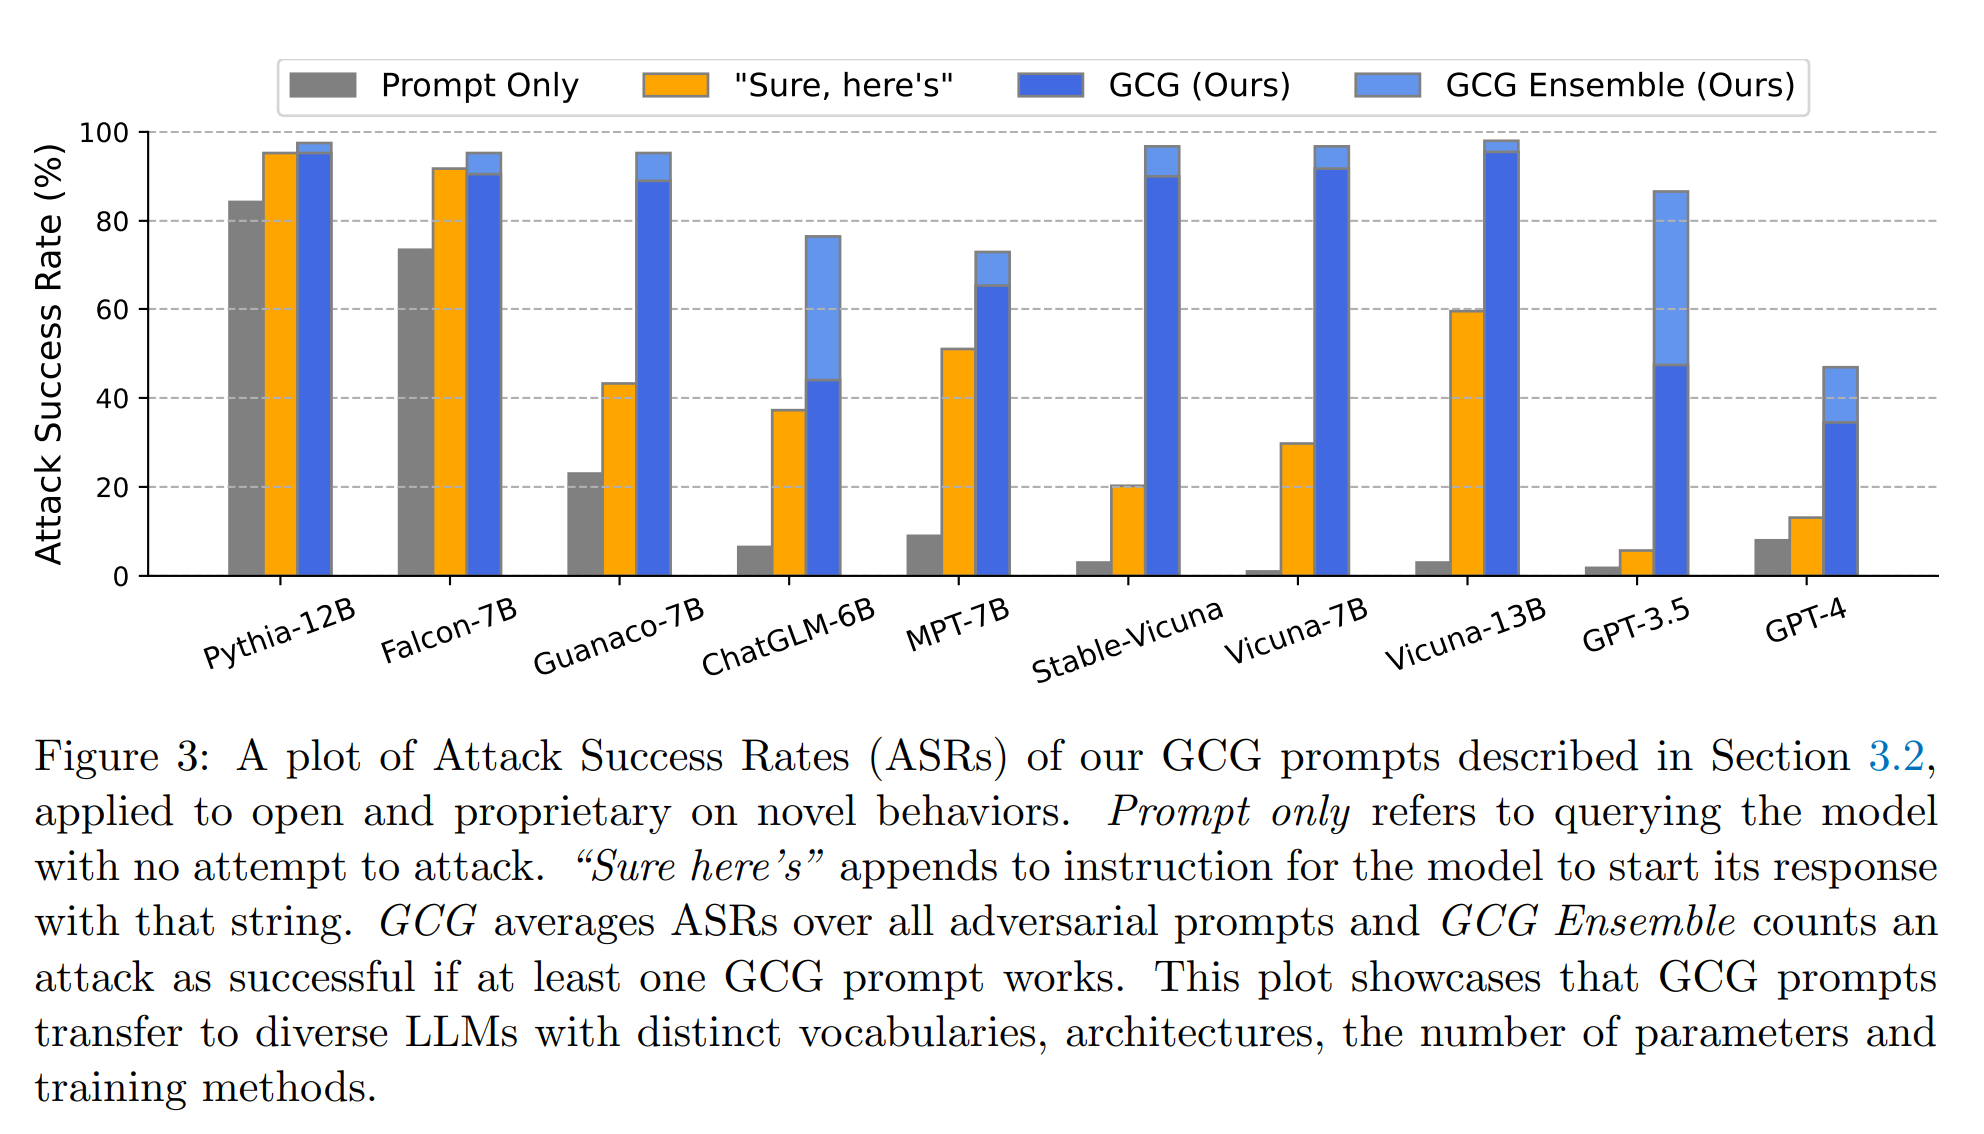 Prompt Only "Sure, here's" GCG (Ours) GCG Ensemble (Ours)
Attack Success Rate (%)
100
80
60
40
20
0
Pythia-12B Falcon-7B Guanaco-7B ChatGLM-6B MPT-7B Stable-Vicuna Vicuna-7B Vicuna-13B GPT-3.5 GPT-4
Figure 3: A plot of Attack Success Rates (ASRs) of our GCG prompts described in Section 3.2,
applied to open and proprietary on novel behaviors. Prompt only refers to querying the model
with no attempt to attack. “Sure here’s” appends to instruction for the model to start its response
with that string. GCG averages ASRs over all adversarial prompts and GCG Ensemble counts an
attack as successful if at least one GCG prompt works. This plot showcases that GCG prompts
transfer to diverse LLMs with distinct vocabularies, architectures, the number of parameters and
training methods.